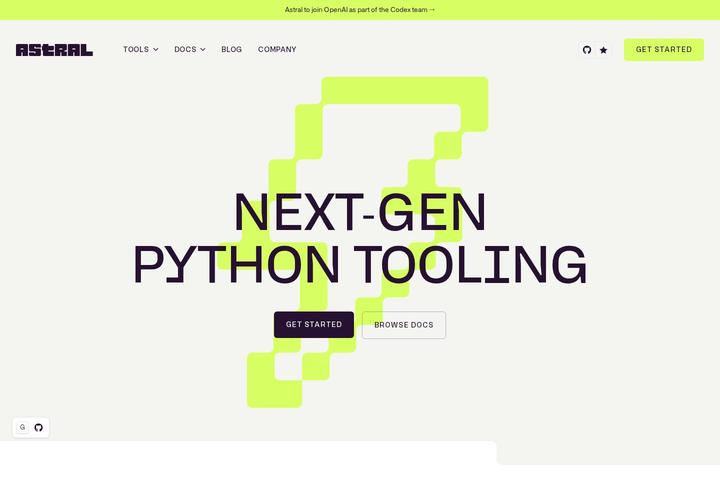 Astral to join OpenAI as part of the Codex team →
ASTRAL
TOOLS
DOCS
BLOG
COMPANY
GET STARTED
NEXT-GEN
PYTHON TOOLING
GET STARTED
BROWSE DOCS
G